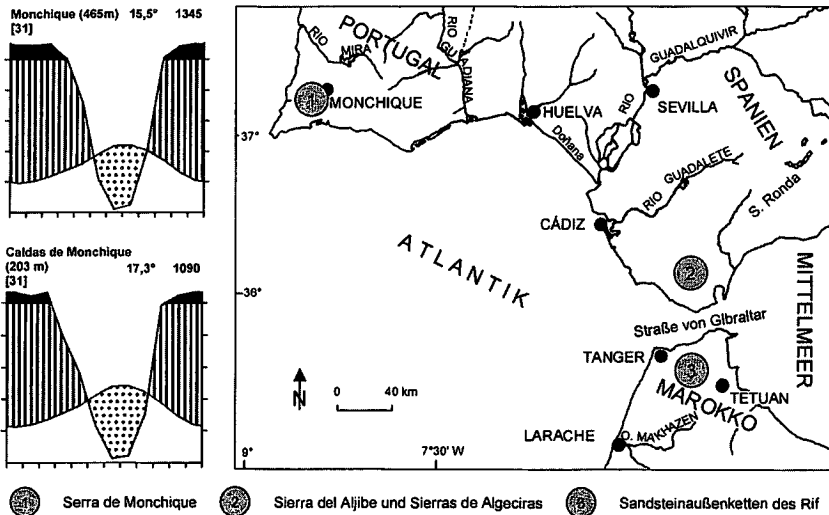 Monchique (465m) 15,5° 1345
[31]
Caldas de Monchique
(203 m) 17,3° 1090
[31]
PORTUGAL
RIO
MIRA
RIO
GUADIANA
1
MONCHIQUE
37°
HUELVA
Doñana
RIO
GUADALQUIVIR
SEVILLA
SPANIEN
RIO GUADALETE
S. Ronda
CÁDIZ
ATLANTIK
2
MITTELMEER
36°
Straße von Gibraltar
TANGER
3
TETUAN
MAROKKO
N
0 40 km
LARACHE
O. MAKHAZEN
9°
7°30' W
1 Serra de Monchique
2 Sierra del Aljibe und Sierras de Algeciras
3 Sandsteinaußenketten des Rif